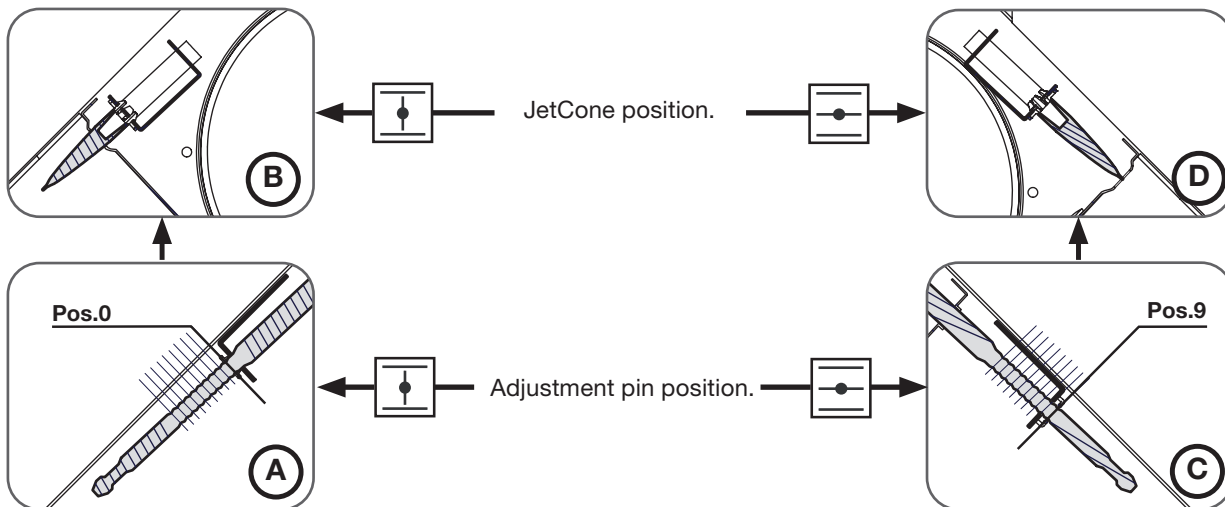 B
JetCone position.
D
Pos.0
Pos.9
Adjustment pin position.
A
C